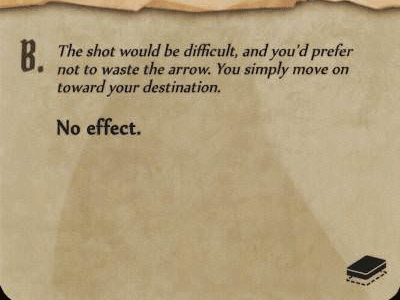 B. The shot would be difficult, and you'd prefer
not to waste the arrow. You simply move on
toward your destination.
No effect.